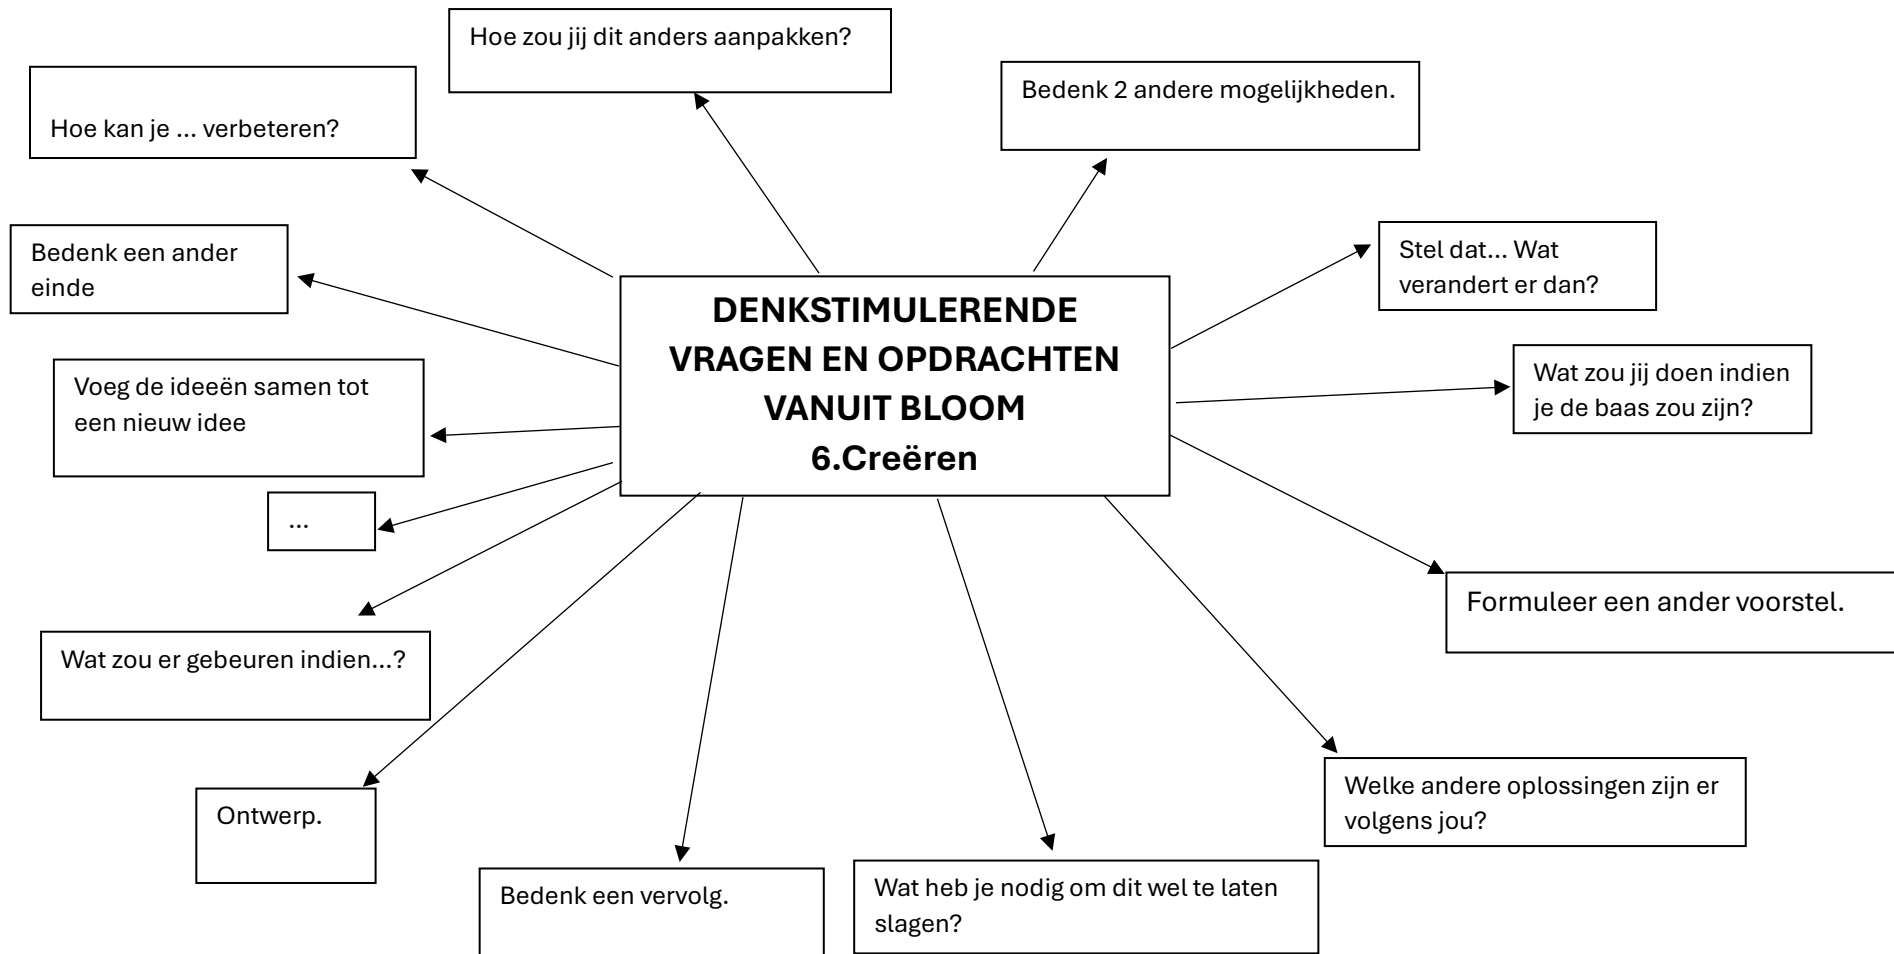 Hoe zou jij dit anders aanpakken?
Bedenk 2 andere mogelijkheden.
Hoe kan je ... verbeteren?
Bedenk een ander
einde
Stel dat... Wat
verandert er dan?
DENKSTIMULERENDE
VRAGEN EN OPDRACHTEN
VANUIT BLOOM
6.Creëren
Wat zou jij doen indien
je de baas zou zijn?
Voeg de ideeën samen tot
een nieuw idee
...
Formuleer een ander voorstel.
Wat zou er gebeuren indien...?
Ontwerp.
Welke andere oplossingen zijn er
volgens jou?
Bedenk een vervolg.
Wat heb je nodig om dit wel te laten
slagen?